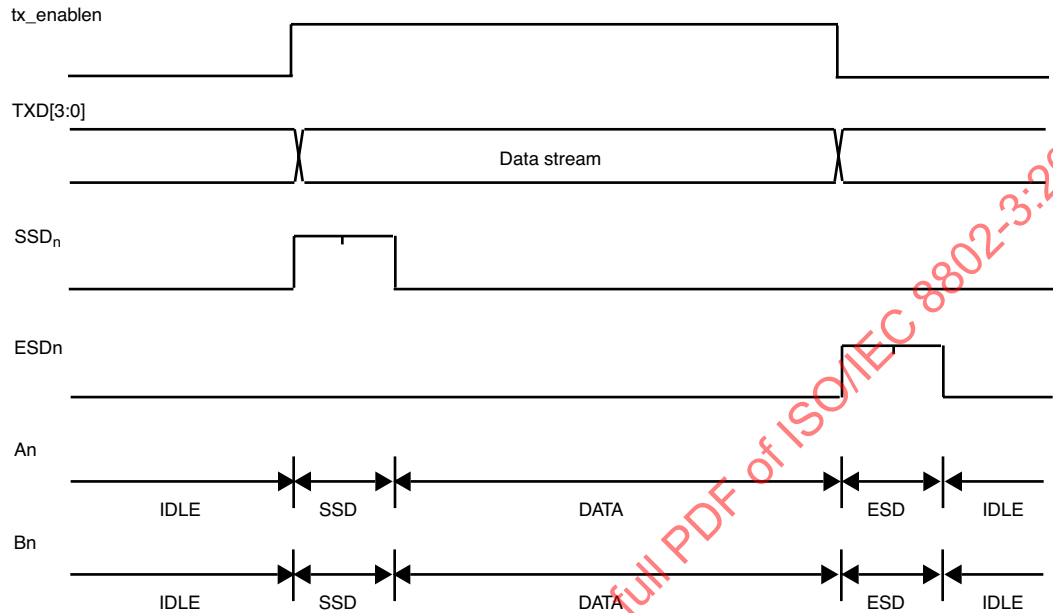 tx_enablen
TXD[3:0]
Data stream
SSDn
ESDn
An
IDLE SSD DATA ESD IDLE
Bn
IDLE SSD DATA ESD IDLE
full PDF of ISO/IEC 8802-3:2